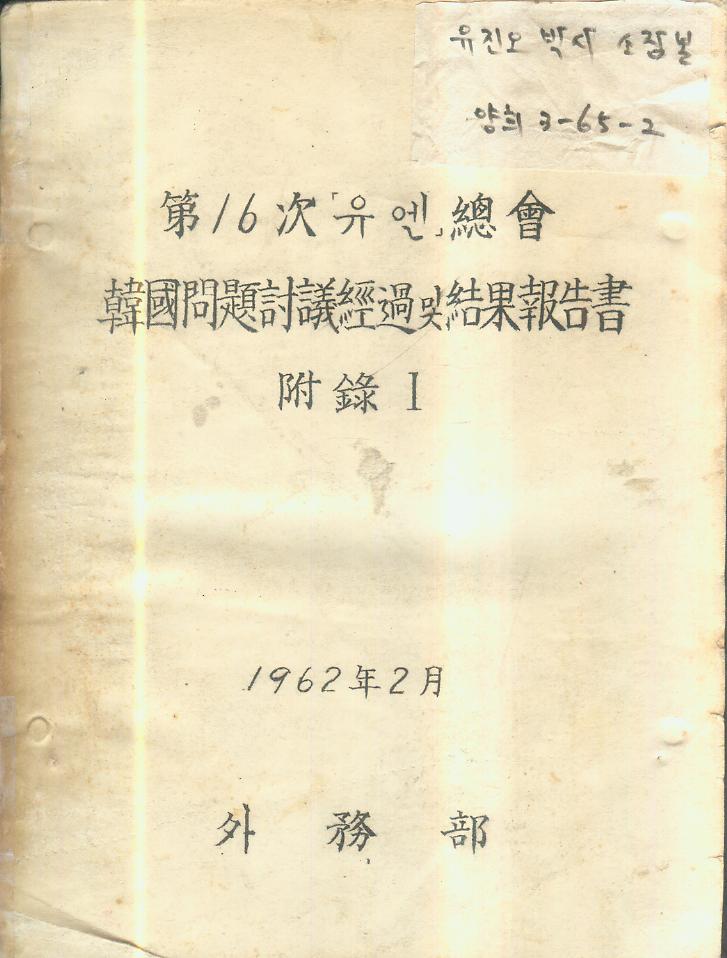 유진오 박사 소장본
양희 ㅋ-65-2
第16次「유엔」總會
韓國問題討議經過및結果報告書
附錄 I
1962年2月
外務部